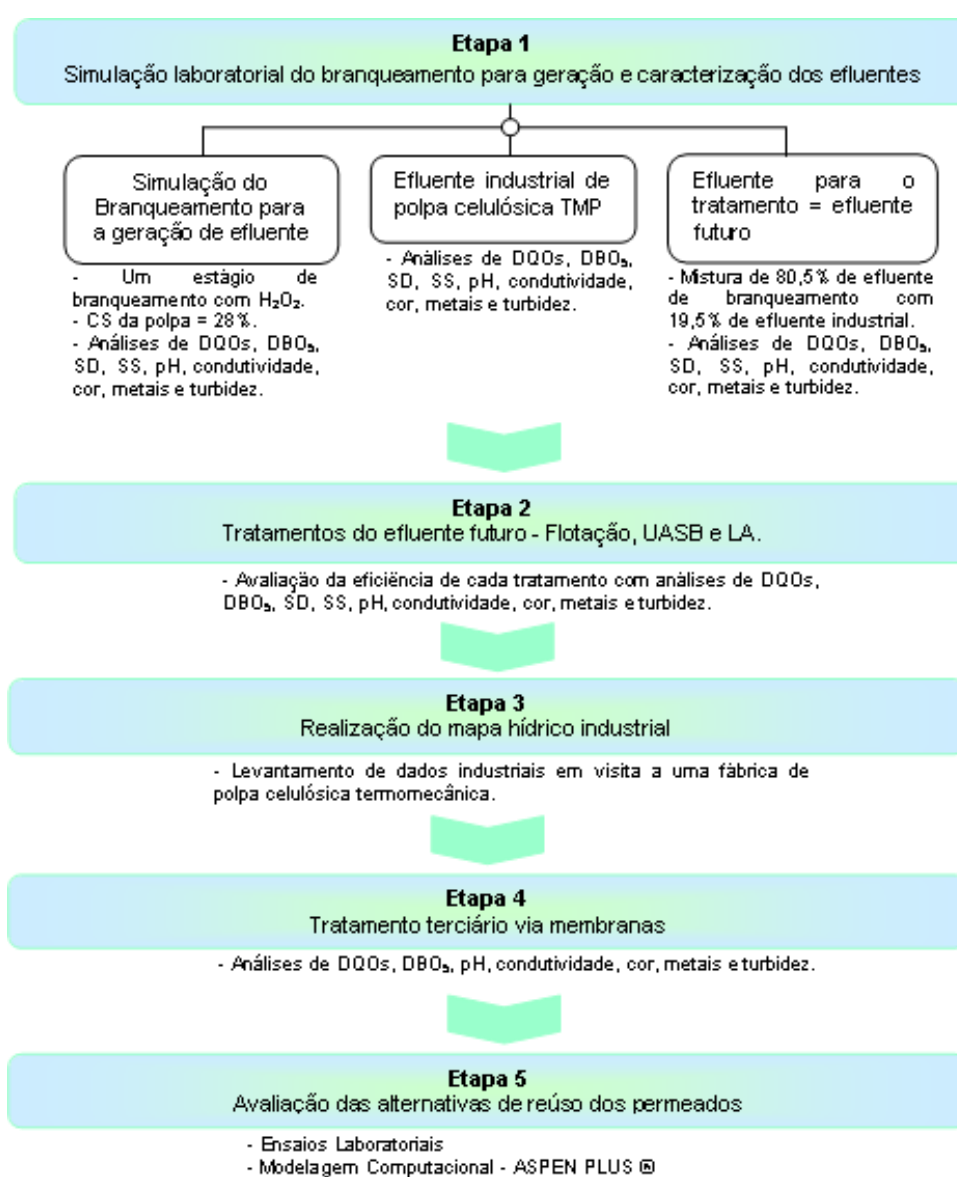 Etapa 1
Simulação laboratorial do branqueamento para geração e caracterização dos efluentes
Simulação do
Branqueamento para
a geração de efluente
- Um estágio de
branqueamento com H₂O₂.
- CS da polpa = 28%.
- Análises de DQOs, DBO₅,
SD, SS, pH, condutividade,
cor, metais e turbidez.
Efluente industrial de
polpa celulósica TMP
- Análises de DQOs, DBO₅,
SD, SS, pH, condutividade,
cor, metais e turbidez.
Efluente para o
tratamento = efluente
futuro
- Mistura de 80,5% de efluente
de branqueamento com
19,5% de efluente industrial.
- Análises de DQOs, DBO₅,
SD, SS, pH, condutividade,
cor, metais e turbidez.
Etapa 2
Tratamentos do efluente futuro - Flotação, UASB e LA.
- Avaliação da eficiência de cada tratamento com análises de DQOs,
DBO₅, SD, SS, pH, condutividade, cor, metais e turbidez.
Etapa 3
Realização do mapa hídrico industrial
- Levantamento de dados industriais em visita a uma fábrica de
polpa celulósica termomecânica.
Etapa 4
Tratamento terciário via membranas
- Análises de DQOs, DBO₅, pH, condutividade, cor, metais e turbidez.
Etapa 5
Avaliação das alternativas de reúso dos permeados
- Ensaios Laboratoriais
- Modelagem Computacional - ASPEN PLUS ®